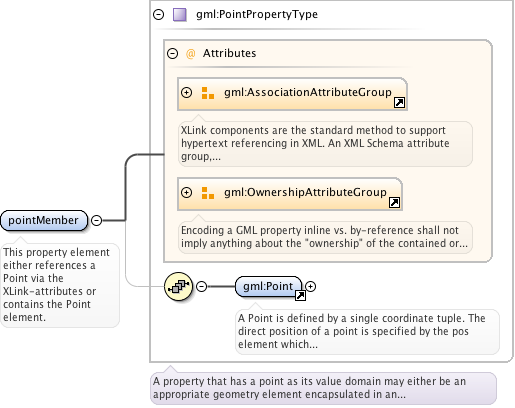 gml:PointPropertyType
@ Attributes
gml:AssociationAttributeGroup
XLink components are the standard method to support
hypertext referencing in XML. An XML Schema attribute
group,...
gml:OwnershipAttributeGroup
Encoding a GML property inline vs. by-reference shall not
imply anything about the "ownership" of the contained or...
pointMember
This property element
either references a
Point via the
XLink-attributes or
contains the Point
element.
gml:Point
A Point is defined by a single coordinate tuple. The
direct position of a point is specified by the pos
element which...
A property that has a point as its value domain may either be an
appropriate geometry element encapsulated in an...